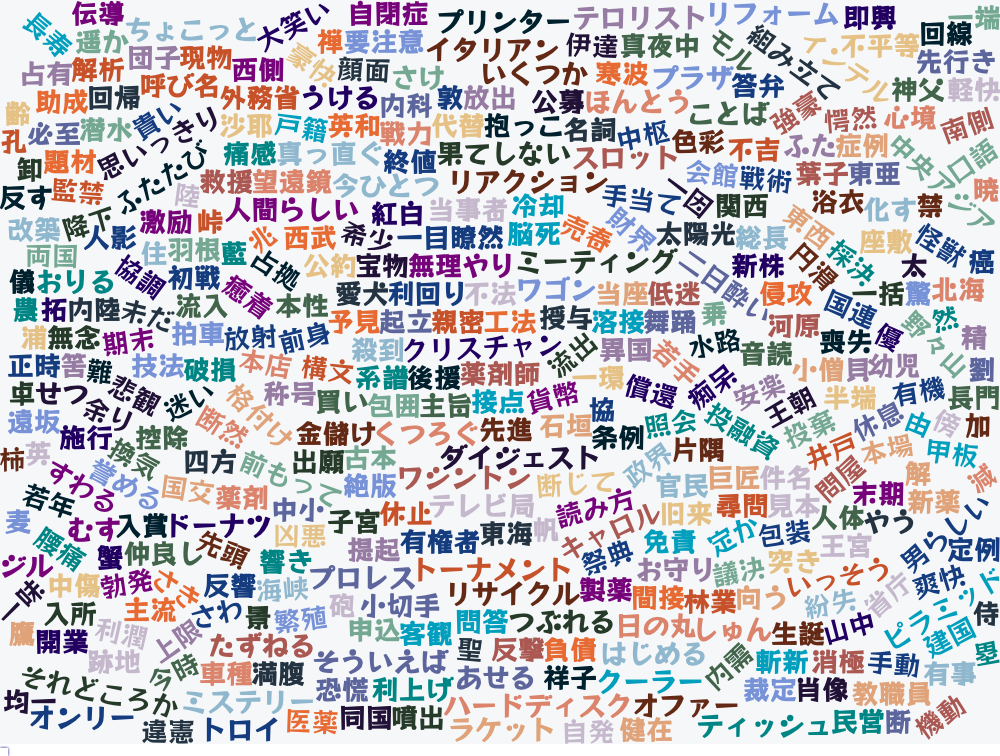 伝導 自閉症 プリンター テロリスト リフォーム 即興 一端
長寿 遥か ちょこっと 大笑い 禅 要注意 イタリアン 伊達 真夜中 モル 組み立て インテリ 不平等 回線
占有 解析 団子 現物 西側 豪快 顔面 さけ いくつか 寒波 プラザ 答弁 神父 先行き 軽快
齢 助成 回帰 呼び名 外務省 うける 内科 敦 放出 公募 ほんとう ことば 強豪 愕然 心境 南側
孔 必至 潜水 貴い 思いっきり 沙耶 戸籍 英和 戦力 代替 抱っこ 名詞 中枢 色彩 不吉 ふた 症例 中央アジア 口語
卸 題材 ふたたび 痛感 真っ直ぐ 終値 果てしない スロット 会館 戦術 葉子 東亜 暁
反す 監禁 陸 救援 望遠鏡 今ひとつ リアクション 手当て 一因 関西 浴衣 化す 禁
改築 降下 人影 激励 峠 人間らしい 紅白 当事者 冷却 売春 財界 太陽光 総長 東西 採決 座敷 怪獣 癌
両国 住 羽根 藍 兆 西武 希少 一目瞭然 脳死 円滑 太
儀 おりる 協調 初戦 癒着 占拠 公約 宝物 無理やり ミーティング 二日酔い 新株 一括 驚 北海
農 拓 内陸 未だ 流入 本性 愛犬 利回り 不法 ワゴン 当座 低迷 侵攻 国連 優
浦 無念 期末 拍車 放射 前身 予見 起立 親密 工法 授与 溶接 舞踊 乗 河原 喪失 然 精
正時 筈 難 技法 破損 本店 殺到 クリスチャン 流出 異国 若手 水路 音読 小僧 貝 幼児 劉
卓 せつ 悲観 迷い 構文 系譜 後援 薬剤師 一環 償還 痴呆 安楽 王朝 半端 有機 長門
遠坂 余り 断然 格付け 称号 買い 包囲 主旨 接点 貨幣 協 石垣 照会 投融資 投棄 休息 由 傍 加
施行 換気 控除 金儲け くつろぐ 先進 条例 片隅 井戸 本場 甲板
柿 英 すわる 誉める 四方 前もって 出願 古本 ダイジェスト 政界 問屋 解 滅
若年 国交 薬剤 絶版 ワシントン 断じて 官民 巨匠 件名 末期 新薬
麦 むす 入賞 ドーナツ 中小 子宮 休止 テレビ局 読み方 旧来 尋問 見本 人体 やう 男らしい
腰痛 蟹 仲良し 先頭 凶悪 提起 有権者 東海 帆 キャロル 免責 包装 王宮 定例
ジル 響き プロレス トーナメント 祭典 お守り 議決 突き いっそう 爽快
一苦 中傷 勃発 ささ 反響 海峡 リサイクル 製薬 間接 林業 向う 紛失 省庁 ピラミッド
入所 主流 さわ 景 繁殖 砲 小切手 問答 つぶれる 日の丸 しゅん 生誕 山中 侍
鷹 開業 利潤 上限 申込 客観 建国 塁
跡地 今時 たずねる そういえば 聖 反撃 負債 はじめる 内需 斬新 消極 手動 有事
それどころか 車種 満腹 恐慌 利上げ あせる 祥子 クーラー 裁定 肖像 教職員
均一 オンリー ミステリー ハードディスク オファー 機動
違憲 トロイ 医薬 同国 噴出 ラケット 自発 健在 ティッシュ 民営 断